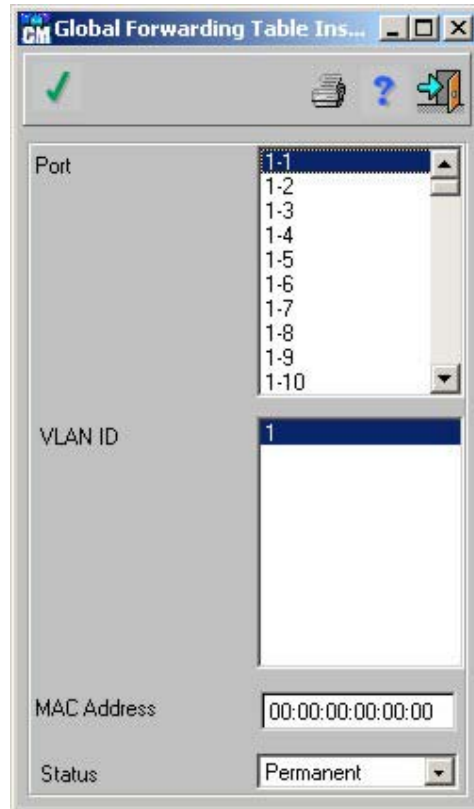 CM Global Forwarding Table Ins...
?
Port
1-1
1-2
1-3
1-4
1-5
1-6
1-7
1-8
1-9
1-10
VLAN ID
1
MAC Address
00:00:00:00:00:00
Status
Permanent